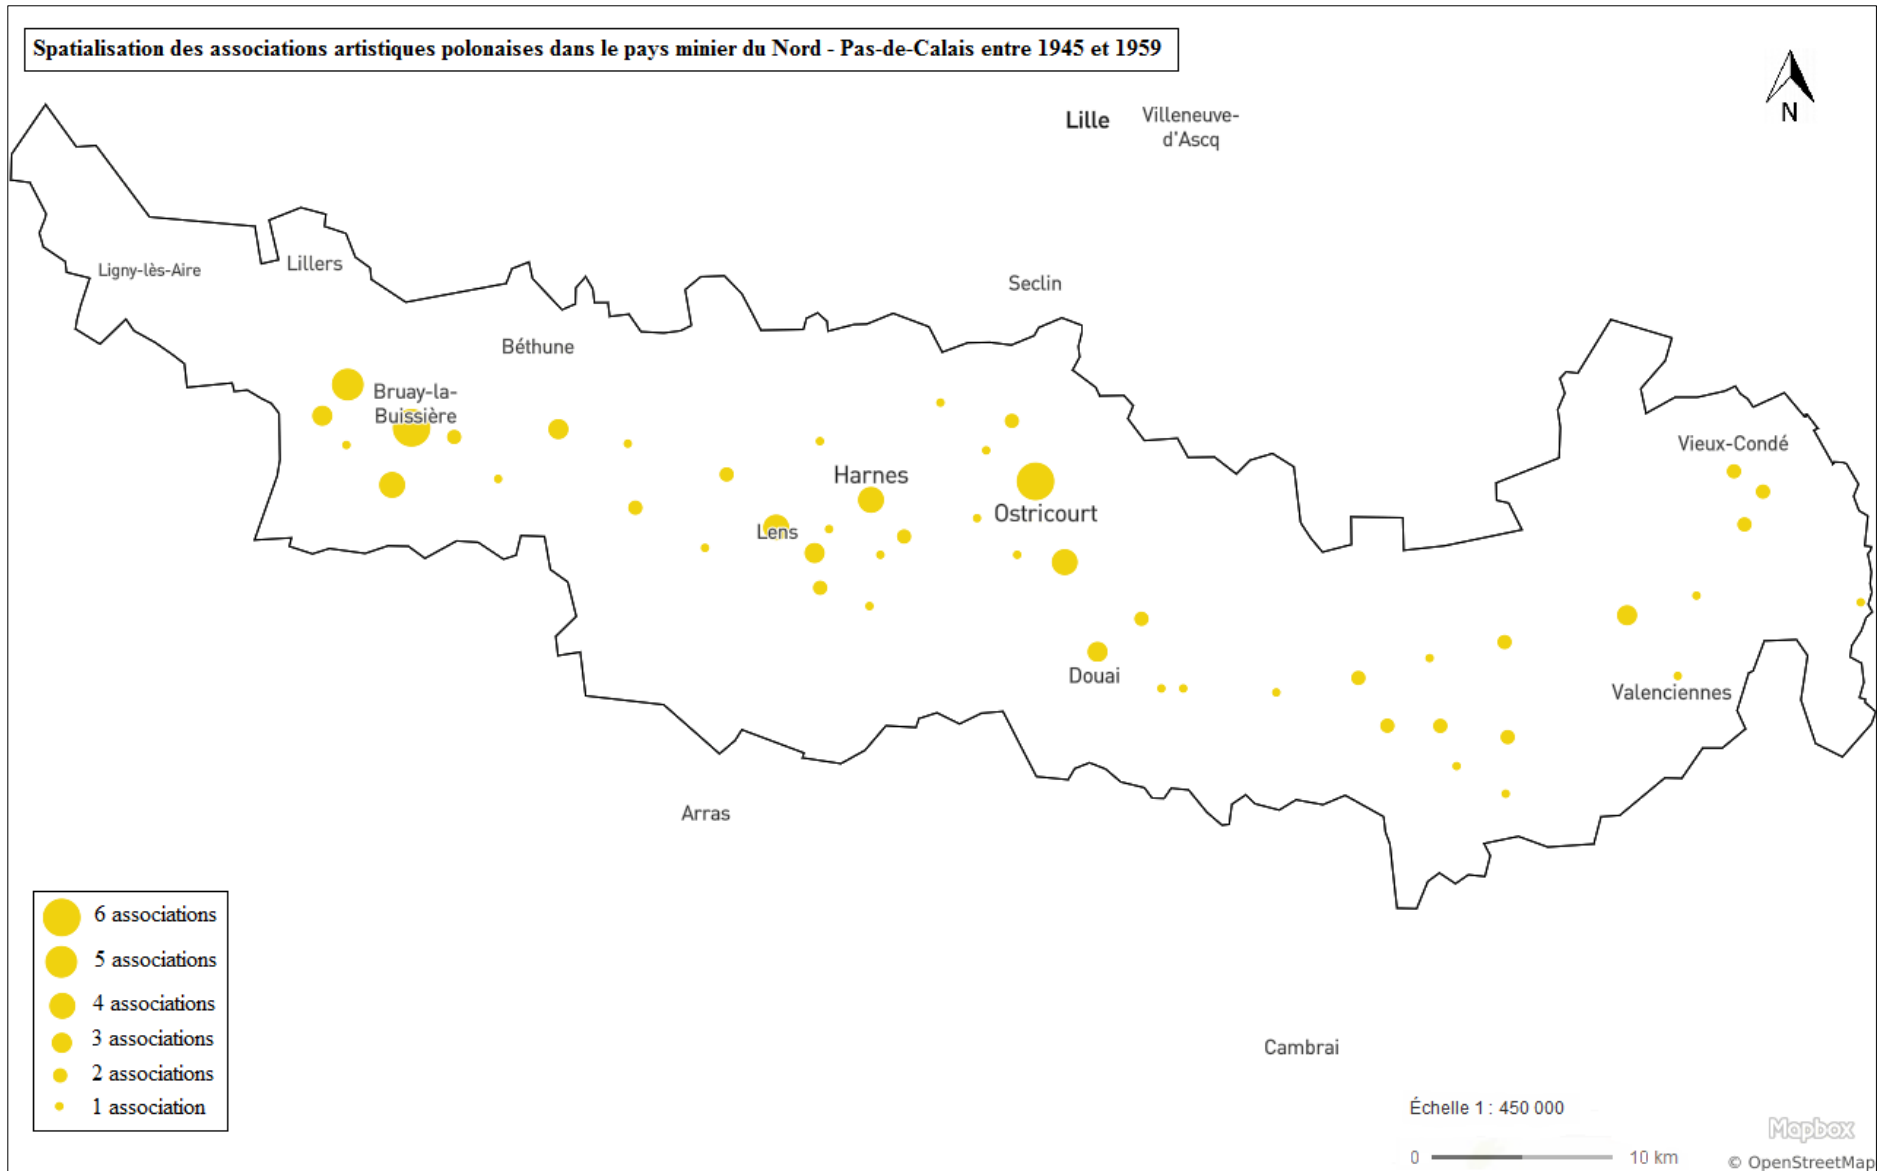 Spatialisation des associations artistiques polonaises dans le pays minier du Nord - Pas-de-Calais entre 1945 et 1959
N
Lille
Villeneuve-
d'Ascq
Ligny-lès-Aire
Lillers
Seclin
Béthune
Bruay-la-
Buissière
Vieux-Condé
Harnes
Ostricourt
Lens
Douai
Valenciennes
Arras
6 associations
5 associations
4 associations
3 associations
2 associations
1 association
Cambrai
Échelle 1 : 450 000
0 10 km
Mapbox
© OpenStreetMap